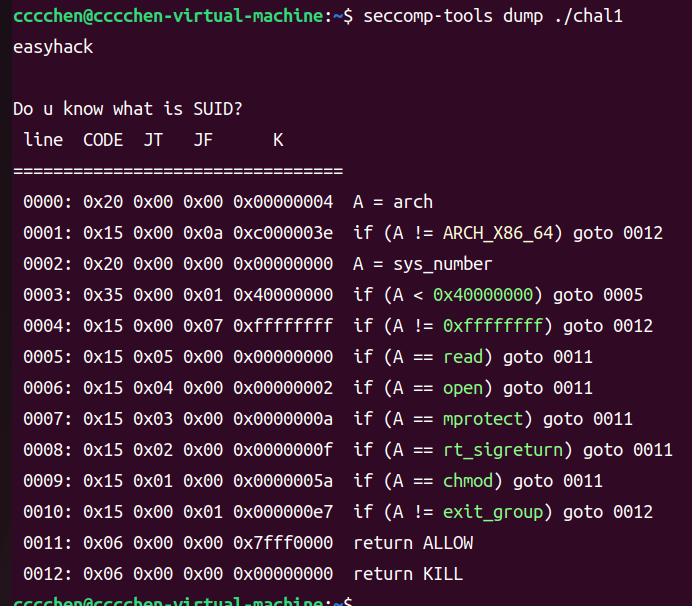 cccchen@cccchen-virtual-machine:~$ seccomp-tools dump ./chal1
easyhack
Do u know what is SUID?
line CODE JT JF K
=================================
0000: 0x20 0x00 0x00 0x00000004 A = arch
0001: 0x15 0x00 0x0a 0xc000003e if (A != ARCH_X86_64) goto 0012
0002: 0x20 0x00 0x00 0x00000000 A = sys_number
0003: 0x35 0x00 0x01 0x40000000 if (A < 0x40000000) goto 0005
0004: 0x15 0x00 0x07 0xffffffff if (A != 0xffffffff) goto 0012
0005: 0x15 0x05 0x00 0x00000000 if (A == read) goto 0011
0006: 0x15 0x04 0x00 0x00000002 if (A == open) goto 0011
0007: 0x15 0x03 0x00 0x0000000a if (A == mprotect) goto 0011
0008: 0x15 0x02 0x00 0x0000000f if (A == rt_sigreturn) goto 0011
0009: 0x15 0x01 0x00 0x0000005a if (A == chmod) goto 0011
0010: 0x15 0x00 0x01 0x000000e7 if (A != exit_group) goto 0012
0011: 0x06 0x00 0x00 0x7fff0000 return ALLOW
0012: 0x06 0x00 0x00 0x00000000 return KILL
cccchen@cccchen-virtual-machine:~$